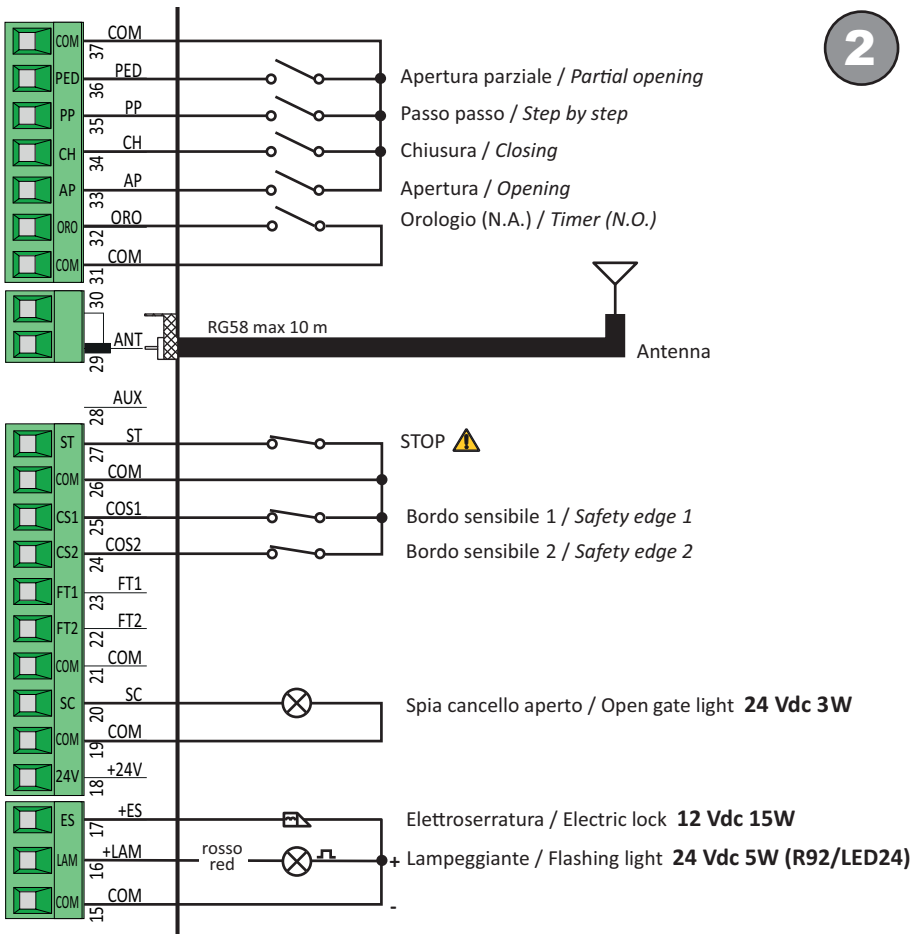 2
COM COM 37
PED PED 36 Apertura parziale / Partial opening
PP PP 35 Passo passo / Step by step
CH CH 34 Chiusura / Closing
AP AP 33 Apertura / Opening
ORO ORO 32 Orologio (N.A.) / Timer (N.O.)
COM COM 31
30
ANT 29 RG58 max 10 m Antenna
AUX 28
ST ST 27 STOP
COM COM 26
CS1 COS1 25 Bordo sensibile 1 / Safety edge 1
CS2 COS2 24 Bordo sensibile 2 / Safety edge 2
FT1 FT1 23
FT2 FT2 22
COM COM 21
SC SC 20 Spia cancello aperto / Open gate light 24 Vdc 3W
COM COM 19
24V +24V 18
ES +ES 17 Elettroserratura / Electric lock 12 Vdc 15W
LAM +LAM 16 rosso red + Lampeggiante / Flashing light 24 Vdc 5W (R92/LED24)
COM COM 15 -